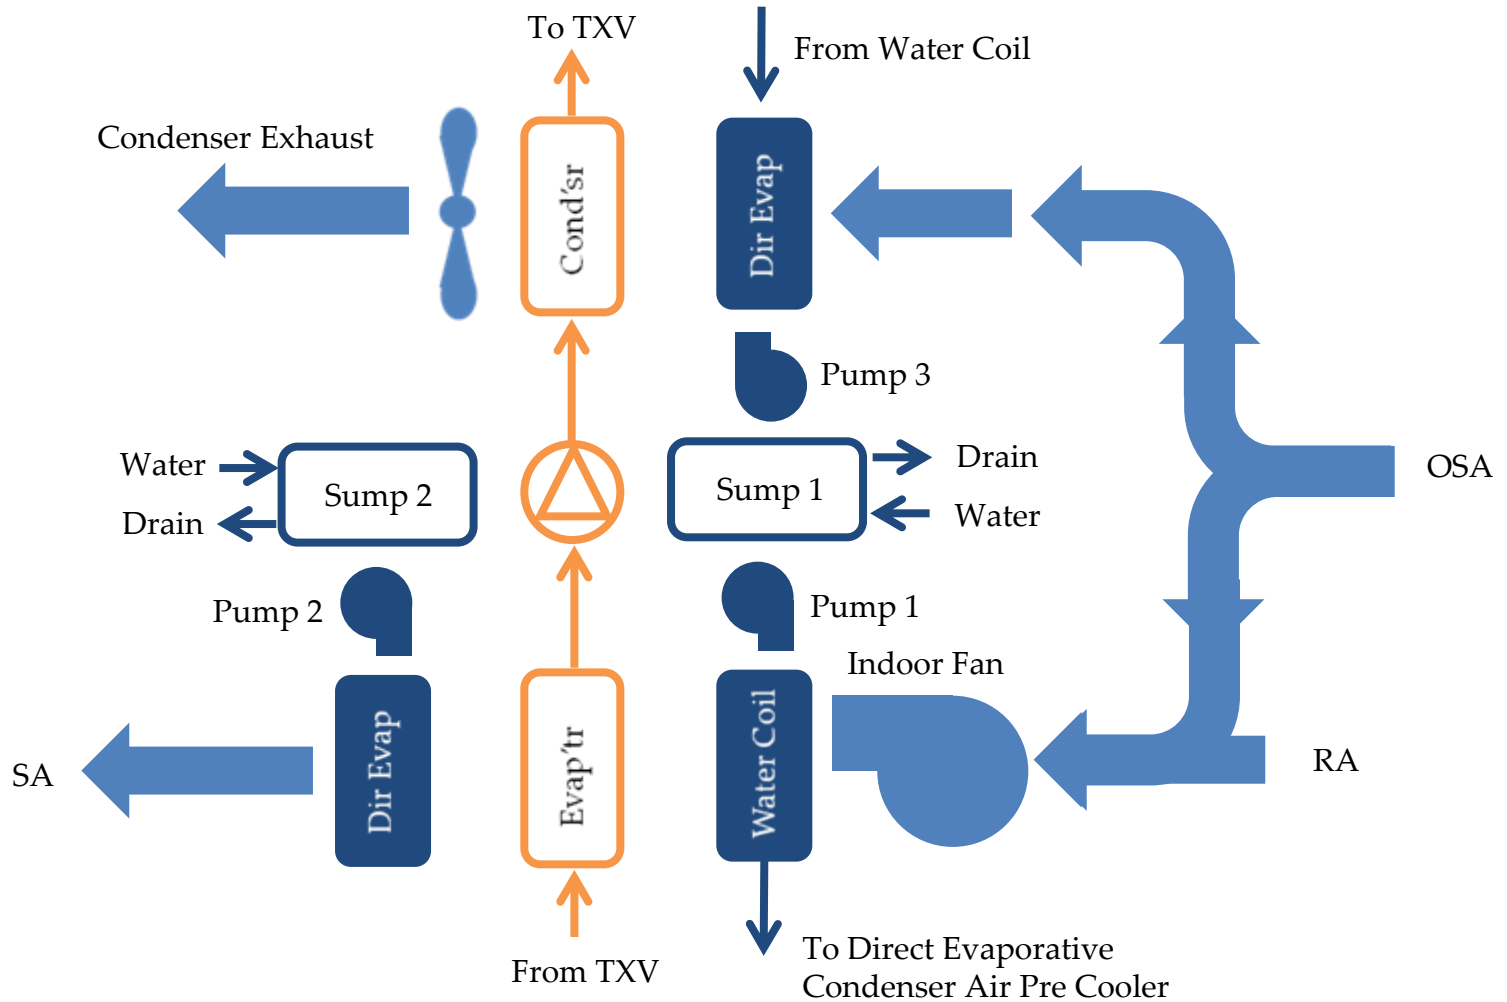 To TXV
From Water Coil
Condenser Exhaust
Cond'sr
Dir Evap
Pump 3
Water
Drain
Sump 2
Sump 1
Drain
Water
OSA
Pump 2
Pump 1
Indoor Fan
SA
Dir Evap
Evap'tr
Water Coil
RA
From TXV
To Direct Evaporative
Condenser Air Pre Cooler